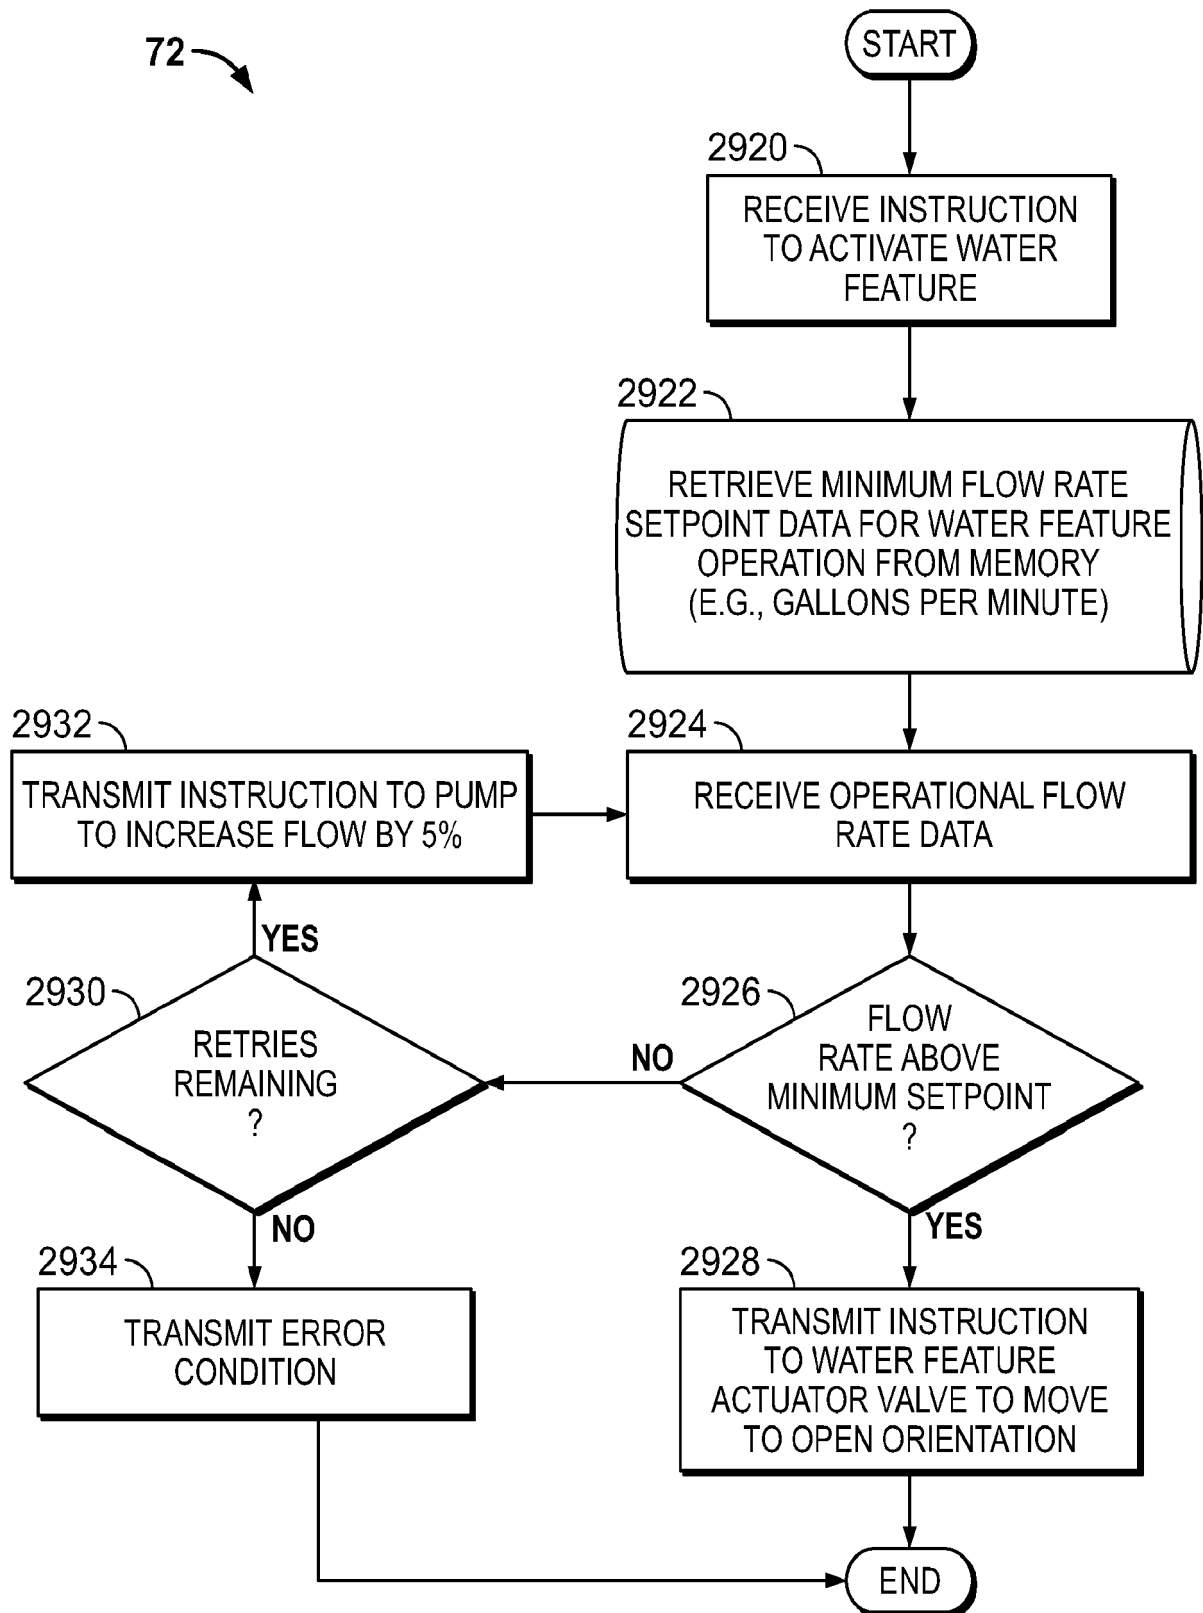 72
START
2920
RECEIVE INSTRUCTION
TO ACTIVATE WATER
FEATURE
2922
RETRIEVE MINIMUM FLOW RATE
SETPOINT DATA FOR WATER FEATURE
OPERATION FROM MEMORY
(E.G., GALLONS PER MINUTE)
2932
TRANSMIT INSTRUCTION TO PUMP
TO INCREASE FLOW BY 5%
2924
RECEIVE OPERATIONAL FLOW
RATE DATA
YES
2930
RETRIES
REMAINING
?
NO
2926
FLOW
RATE ABOVE
MINIMUM SETPOINT
?
NO
YES
2934
TRANSMIT ERROR
CONDITION
2928
TRANSMIT INSTRUCTION
TO WATER FEATURE
ACTUATOR VALVE TO MOVE
TO OPEN ORIENTATION
END